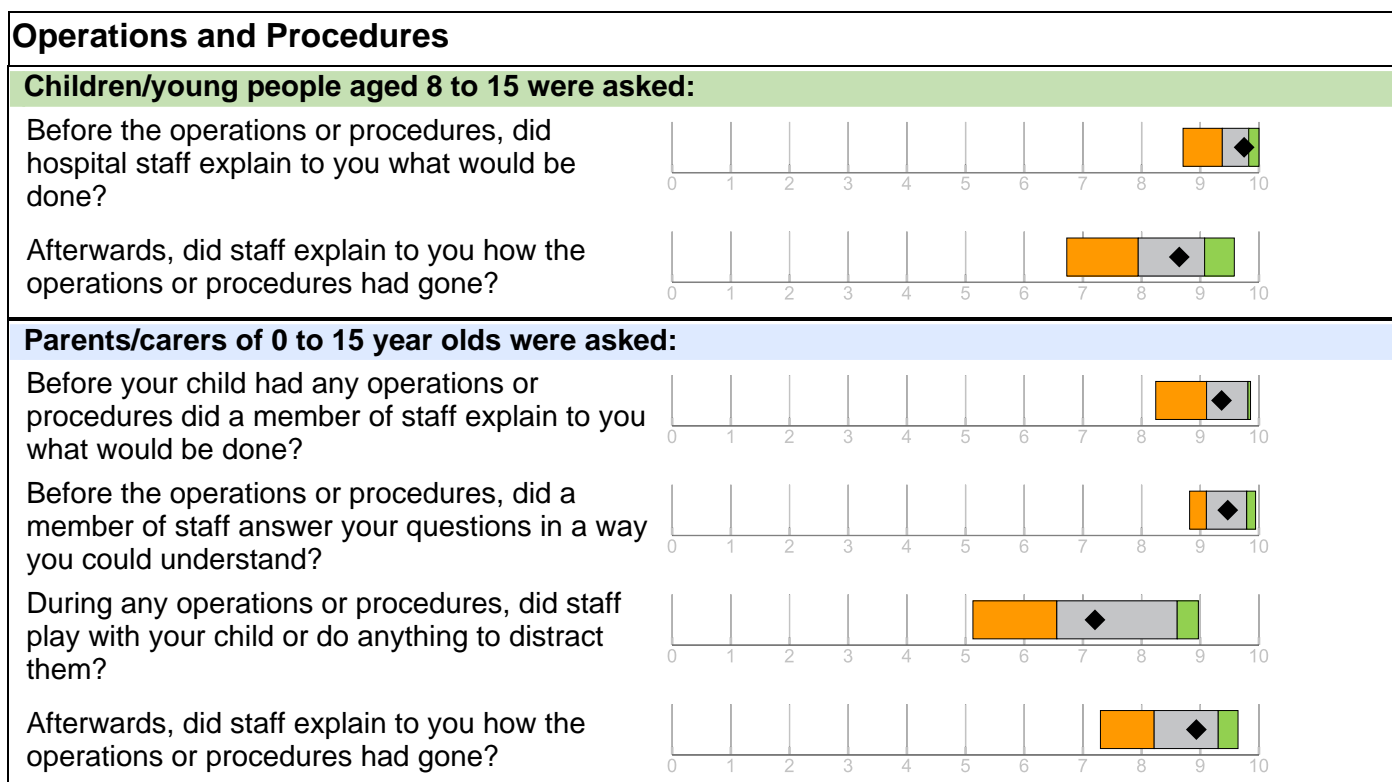 Operations and Procedures
Children/young people aged 8 to 15 were asked:
Before the operations or procedures, did
hospital staff explain to you what would be
done?
0 1 2 3 4 5 6 7 8 9 10
Afterwards, did staff explain to you how the
operations or procedures had gone?
0 1 2 3 4 5 6 7 8 9 10
Parents/carers of 0 to 15 year olds were asked:
Before your child had any operations or
procedures did a member of staff explain to you
what would be done?
0 1 2 3 4 5 6 7 8 9 10
Before the operations or procedures, did a
member of staff answer your questions in a way
you could understand?
0 1 2 3 4 5 6 7 8 9 10
During any operations or procedures, did staff
play with your child or do anything to distract
them?
0 1 2 3 4 5 6 7 8 9 10
Afterwards, did staff explain to you how the
operations or procedures had gone?
0 1 2 3 4 5 6 7 8 9 10